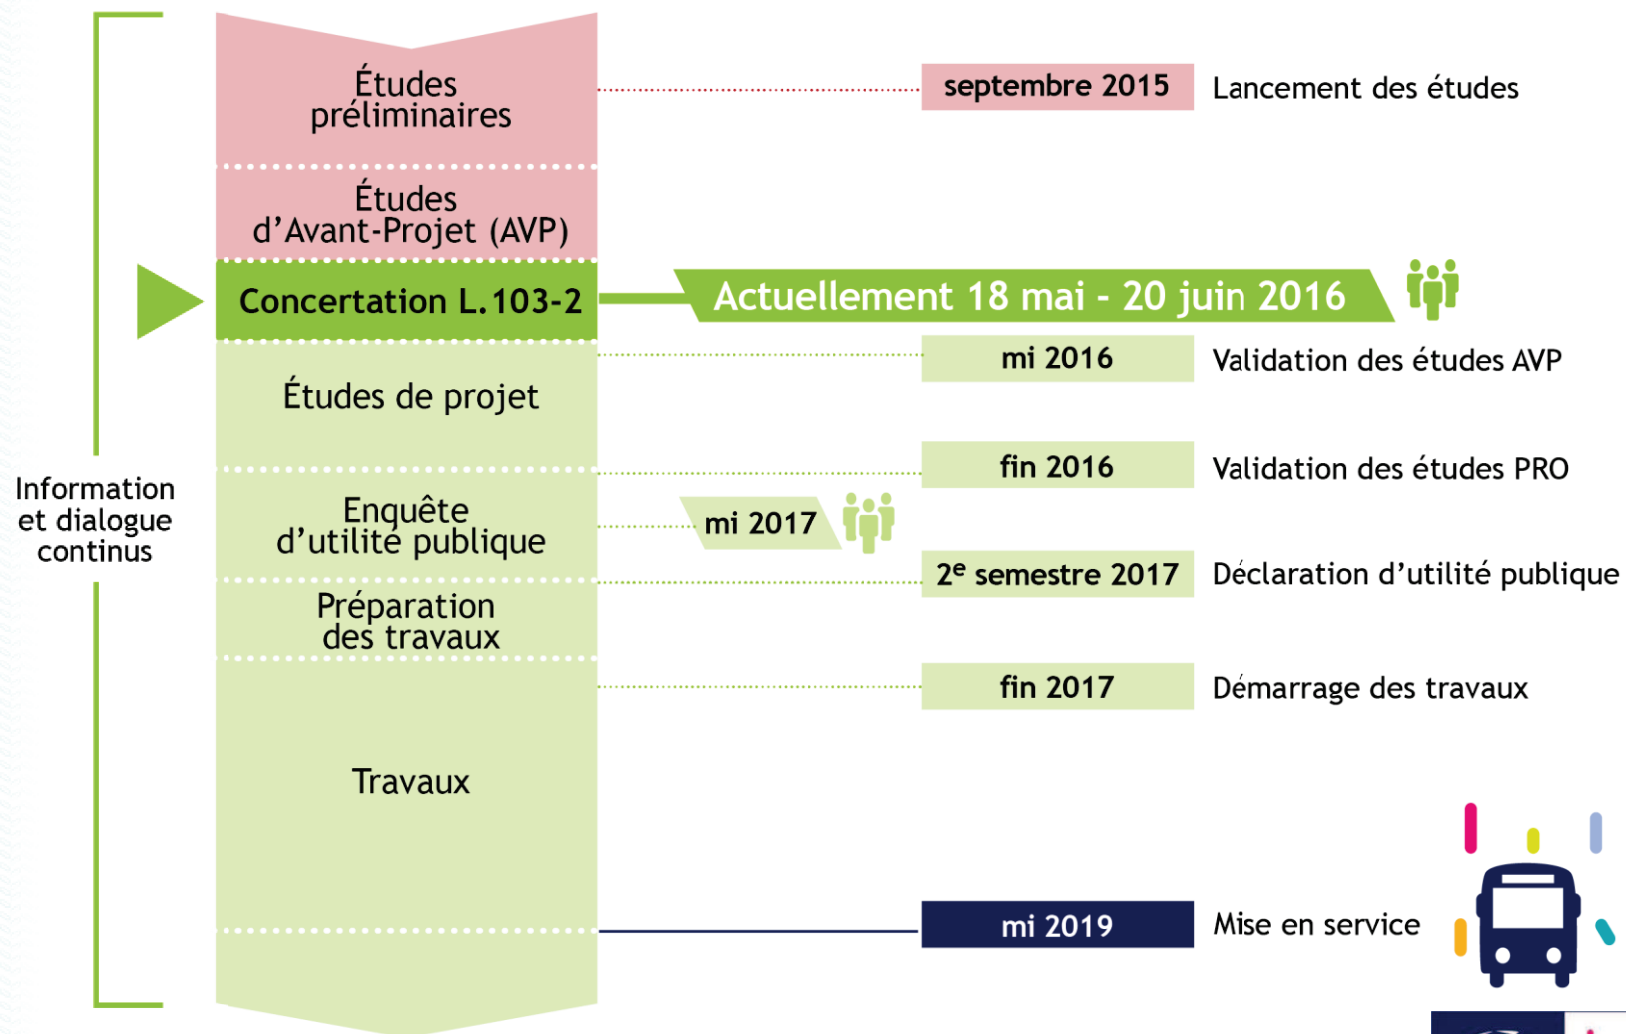 Études
préliminaires
septembre 2015
Lancement des études
Études
d'Avant-Projet (AVP)
Concertation L.103-2
Actuellement 18 mai - 20 juin 2016
mi 2016
Validation des études AVP
Études de projet
fin 2016
Validation des études PRO
Information
et dialogue
continus
Enquête
d'utilité publique
mi 2017
2e semestre 2017
Déclaration d'utilité publique
Préparation
des travaux
fin 2017
Démarrage des travaux
Travaux
mi 2019
Mise en service